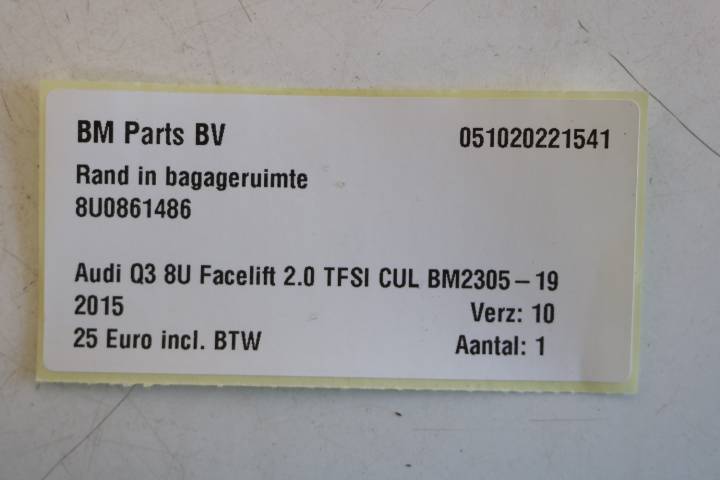 BM Parts BV 051020221541
Rand in bagageruimte
8U0861486
Audi Q3 8U Facelift 2.0 TFSI CUL BM2305-19
2015 Verz: 10
25 Euro incl. BTW Aantal: 1